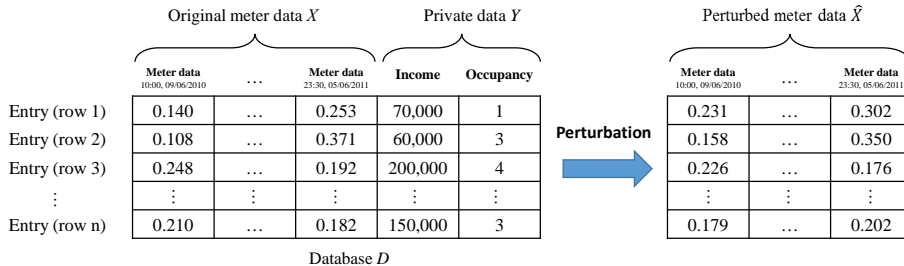 Original meter data X Private data Y Perturbed meter data X̂
Meter data … Meter data Income Occupancy Meter data … Meter data
10:00, 09/06/2010 23:30, 05/06/2011 10:00, 09/06/2010 23:30, 05/06/2011
Entry (row 1) 0.140 … 0.253 70,000 1 0.231 … 0.302
Entry (row 2) 0.108 … 0.371 60,000 3 Perturbation 0.158 … 0.350
Entry (row 3) 0.248 … 0.192 200,000 4 0.226 … 0.176
⋮ ⋮ ⋮ ⋮ ⋮ ⋮ ⋮ ⋮ ⋮
Entry (row n) 0.210 … 0.182 150,000 3 0.179 … 0.202
Database D